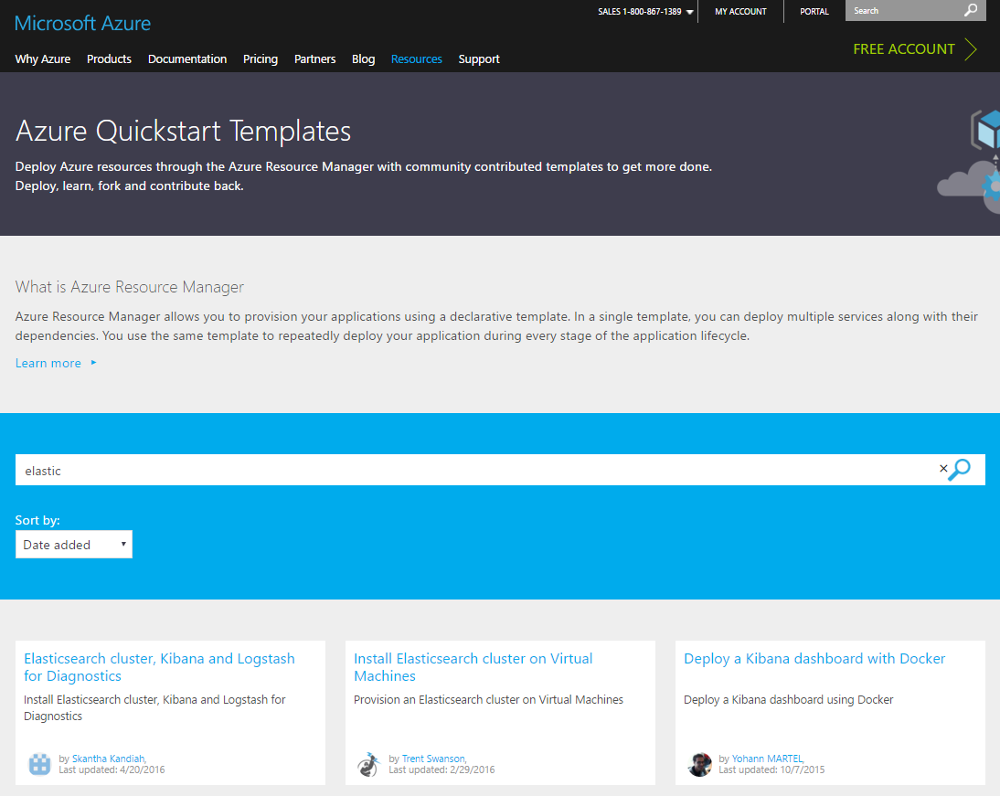 Microsoft Azure
SALES 1-800-867-1389
MY ACCOUNT
PORTAL
Search
Why Azure
Products
Documentation
Pricing
Partners
Blog
Resources
Support
FREE ACCOUNT
Azure Quickstart Templates
Deploy Azure resources through the Azure Resource Manager with community contributed templates to get more done.
Deploy, learn, fork and contribute back.
What is Azure Resource Manager
Azure Resource Manager allows you to provision your applications using a declarative template. In a single template, you can deploy multiple services along with their
dependencies. You use the same template to repeatedly deploy your application during every stage of the application lifecycle.
Learn more
elastic
Sort by:
Date added
Elasticsearch cluster, Kibana and Logstash
for Diagnostics
Install Elasticsearch cluster, Kibana and Logstash for
Diagnostics
by Skantha Kandiah,
Last updated: 4/20/2016
Install Elasticsearch cluster on Virtual
Machines
Provision an Elasticsearch cluster on Virtual Machines
by Trent Swanson,
Last updated: 2/29/2016
Deploy a Kibana dashboard with Docker
Deploy a Kibana dashboard using Docker
by Yohann MARTEL,
Last updated: 10/7/2015